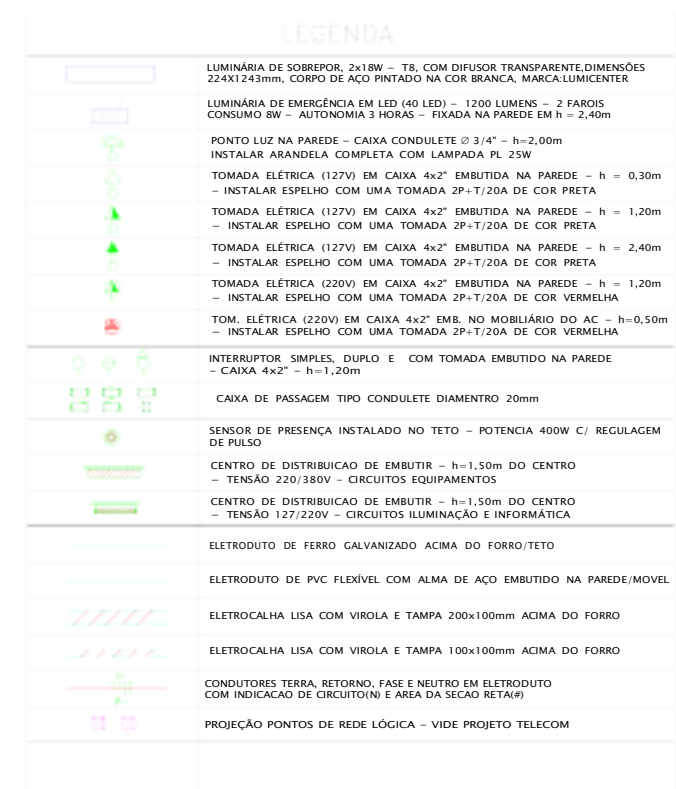 LEGENDA
LUMINÁRIA DE SOBREPOR, 2x18W – T8, COM DIFUSOR TRANSPARENTE,DIMENSÕES
224X1243mm, CORPO DE AÇO PINTADO NA COR BRANCA, MARCA:LUMICENTER
LUMINÁRIA DE EMERGÊNCIA EM LED (40 LED) – 1200 LUMENS – 2 FAROIS
CONSUMO 8W – AUTONOMIA 3 HORAS – FIXADA NA PAREDE EM h = 2,40m
PONTO LUZ NA PAREDE – CAIXA CONDULETE ∅ 3/4" – h=2,00m
INSTALAR ARANDELA COMPLETA COM LAMPADA PL 25W
TOMADA ELÉTRICA (127V) EM CAIXA 4x2" EMBUTIDA NA PAREDE – h = 0,30m
– INSTALAR ESPELHO COM UMA TOMADA 2P+T/20A DE COR PRETA
TOMADA ELÉTRICA (127V) EM CAIXA 4x2" EMBUTIDA NA PAREDE – h = 1,20m
– INSTALAR ESPELHO COM UMA TOMADA 2P+T/20A DE COR PRETA
TOMADA ELÉTRICA (127V) EM CAIXA 4x2" EMBUTIDA NA PAREDE – h = 2,40m
– INSTALAR ESPELHO COM UMA TOMADA 2P+T/20A DE COR PRETA
TOMADA ELÉTRICA (220V) EM CAIXA 4x2" EMBUTIDA NA PAREDE – h = 1,20m
– INSTALAR ESPELHO COM UMA TOMADA 2P+T/20A DE COR VERMELHA
TOM. ELÉTRICA (220V) EM CAIXA 4x2" EMB. NO MOBILIÁRIO DO AC – h=0,50m
– INSTALAR ESPELHO COM UMA TOMADA 2P+T/20A DE COR VERMELHA
INTERRUPTOR SIMPLES, DUPLO E COM TOMADA EMBUTIDO NA PAREDE
– CAIXA 4x2" – h=1,20m
CAIXA DE PASSAGEM TIPO CONDULETE DIAMENTRO 20mm
SENSOR DE PRESENÇA INSTALADO NO TETO – POTENCIA 400W C/ REGULAGEM
DE PULSO
CENTRO DE DISTRIBUICAO DE EMBUTIR – h=1,50m DO CENTRO
– TENSÃO 220/380V – CIRCUITOS EQUIPAMENTOS
CENTRO DE DISTRIBUICAO DE EMBUTIR – h=1,50m DO CENTRO
– TENSÃO 127/220V – CIRCUITOS ILUMINAÇÃO E INFORMÁTICA
ELETRODUTO DE FERRO GALVANIZADO ACIMA DO FORRO/TETO
ELETRODUTO DE PVC FLEXÍVEL COM ALMA DE AÇO EMBUTIDO NA PAREDE/MOVEL
ELETROCALHA LISA COM VIROLA E TAMPA 200x100mm ACIMA DO FORRO
ELETROCALHA LISA COM VIROLA E TAMPA 100x100mm ACIMA DO FORRO
CONDUTORES TERRA, RETORNO, FASE E NEUTRO EM ELETRODUTO
COM INDICACAO DE CIRCUITO(N) E AREA DA SECAO RETA(#)
PROJEÇÃO PONTOS DE REDE LÓGICA – VIDE PROJETO TELECOM